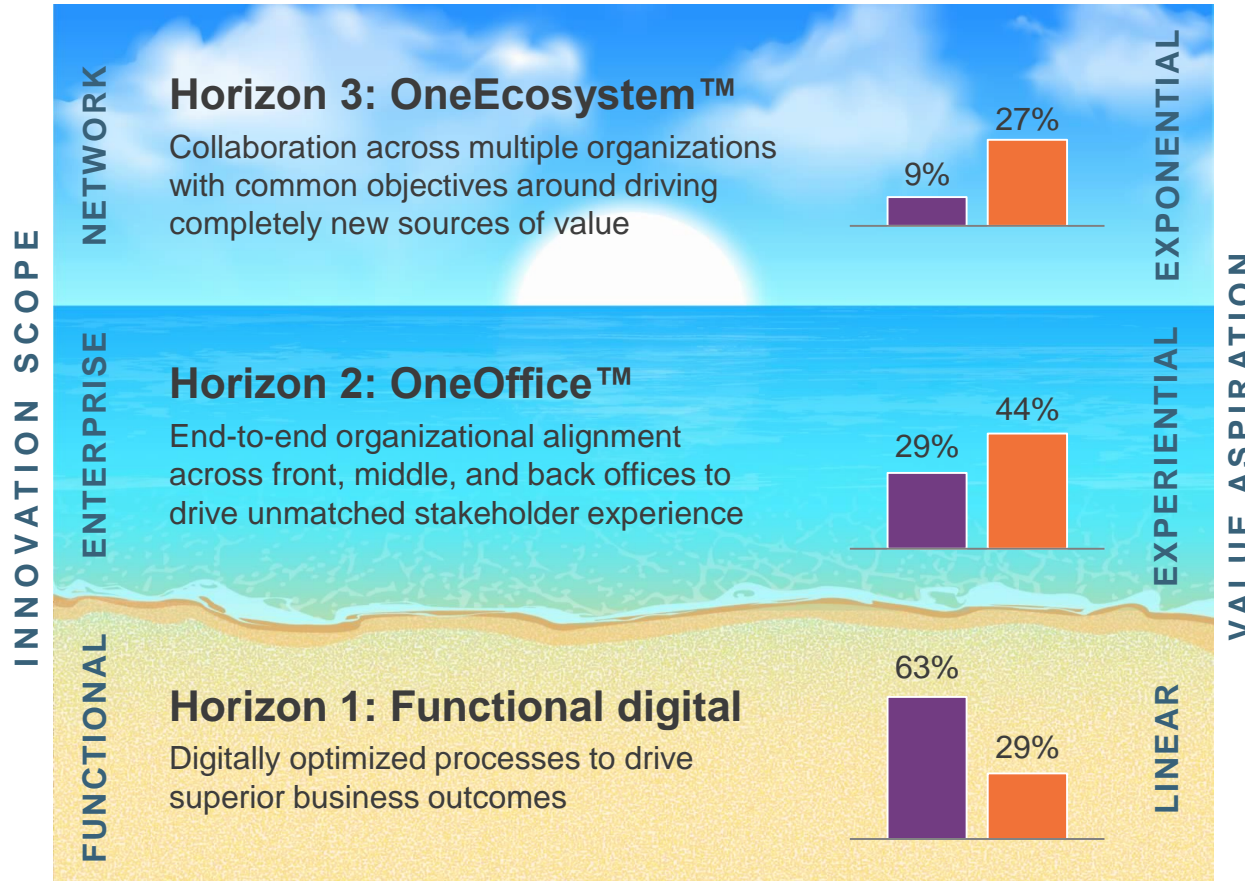 INNOVATION SCOPE
NETWORK
Horizon 3: OneEcosystem™
Collaboration across multiple organizations
with common objectives around driving
completely new sources of value
9%
27%
EXPONENTIAL
ENTERPRISE
Horizon 2: OneOffice™
End-to-end organizational alignment
across front, middle, and back offices to
drive unmatched stakeholder experience
29%
44%
EXPERIENTIAL
FUNCTIONAL
Horizon 1: Functional digital
Digitally optimized processes to drive
superior business outcomes
63%
29%
LINEAR
VALUE ASPIRATION